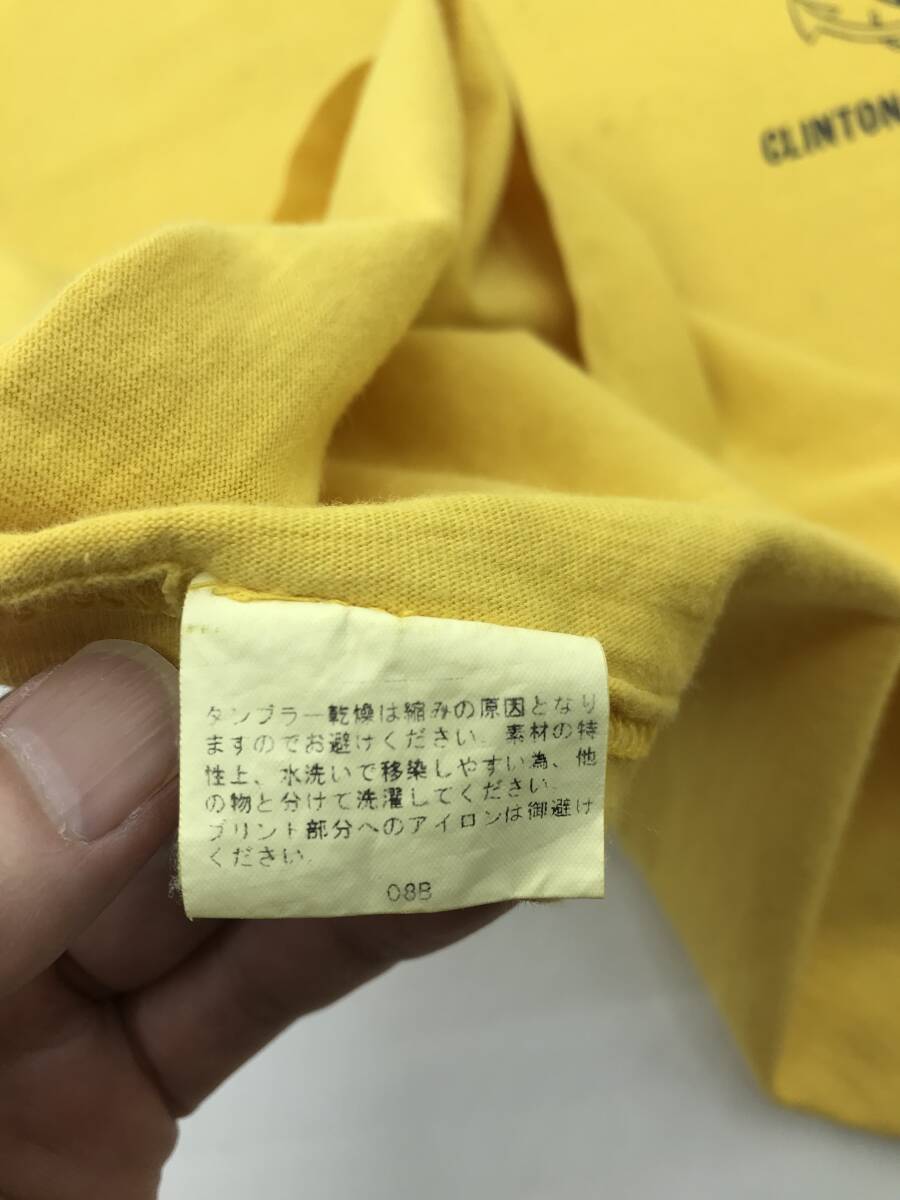 CLINTON
タンブラー乾燥は縮みの原因となり
ますのでお避けください。素材の特
性上、水洗いで移染しやすい為、他
の物と分けて洗濯してください。
プリント部分へのアイロンは御避け
ください。
08B